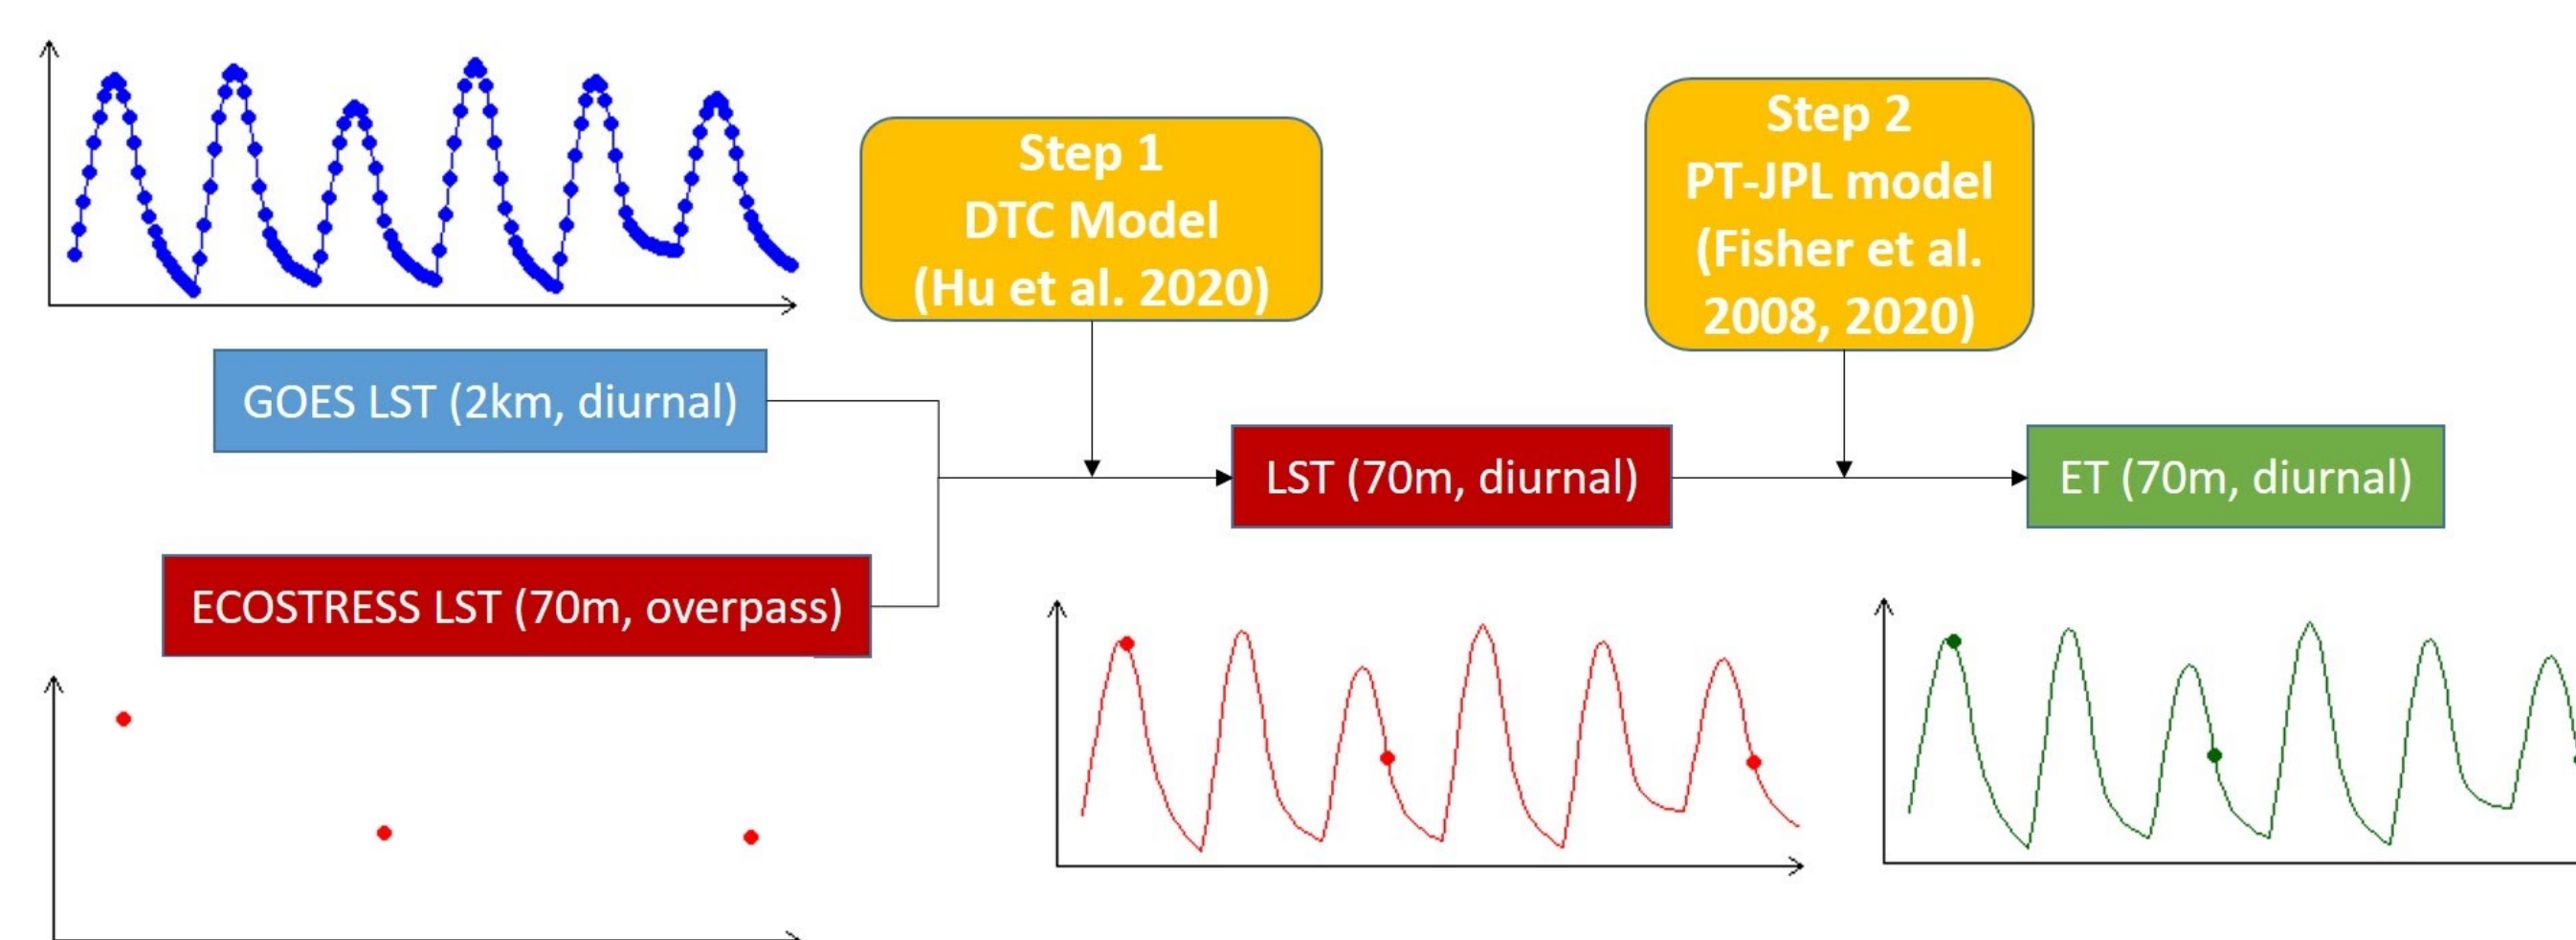 Step 1
DTC Model
(Hu et al. 2020)
Step 2
PT-JPL model
(Fisher et al.
2008, 2020)
GOES LST (2km, diurnal)
LST (70m, diurnal)
ET (70m, diurnal)
ECOSTRESS LST (70m, overpass)